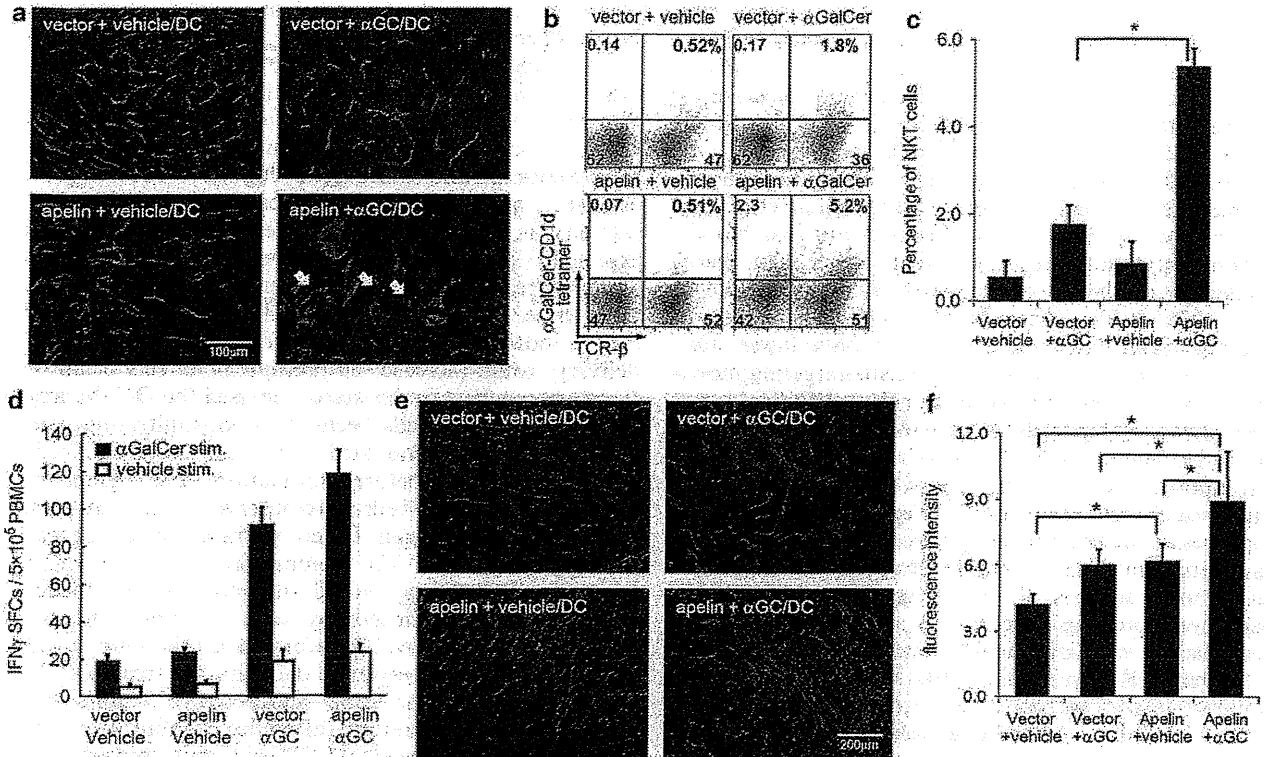 a
vector + vehicle/DC
vector + αGC/DC
apelin + vehicle/DC
apelin +αGC/DC
100μm
b
vector + vehicle
vector + αGalCer
0.14
0.52%
0.17
1.8%
52
47
62
36
apelin + vehicle
apelin + αGalCer
0.07
0.51%
2.3
5.2%
47
52
42
51
αGalCer-CD1d
tetramer
TCR-β
c
Percentage of NKT cells
6.0
4.0
2.0
0.0
*
Vector
+vehicle
Vector
+αGC
Apelin
+vehicle
Apelin
+αGC
d
IFNγ SFCs / 5×10⁵ PBMCs
140
120
100
80
60
40
20
0
αGalCer stim.
vehicle stim.
vector
Vehicle
apelin
Vehicle
vector
αGC
apelin
αGC
e
vector + vehicle/DC
vector + αGC/DC
apelin + vehicle/DC
apelin + αGC/DC
200μm
f
fluorescence intensity
12.0
9.0
6.0
3.0
0.0
*
*
*
*
Vector
+vehicle
Vector
+αGC
Apelin
+vehicle
Apelin
+αGC